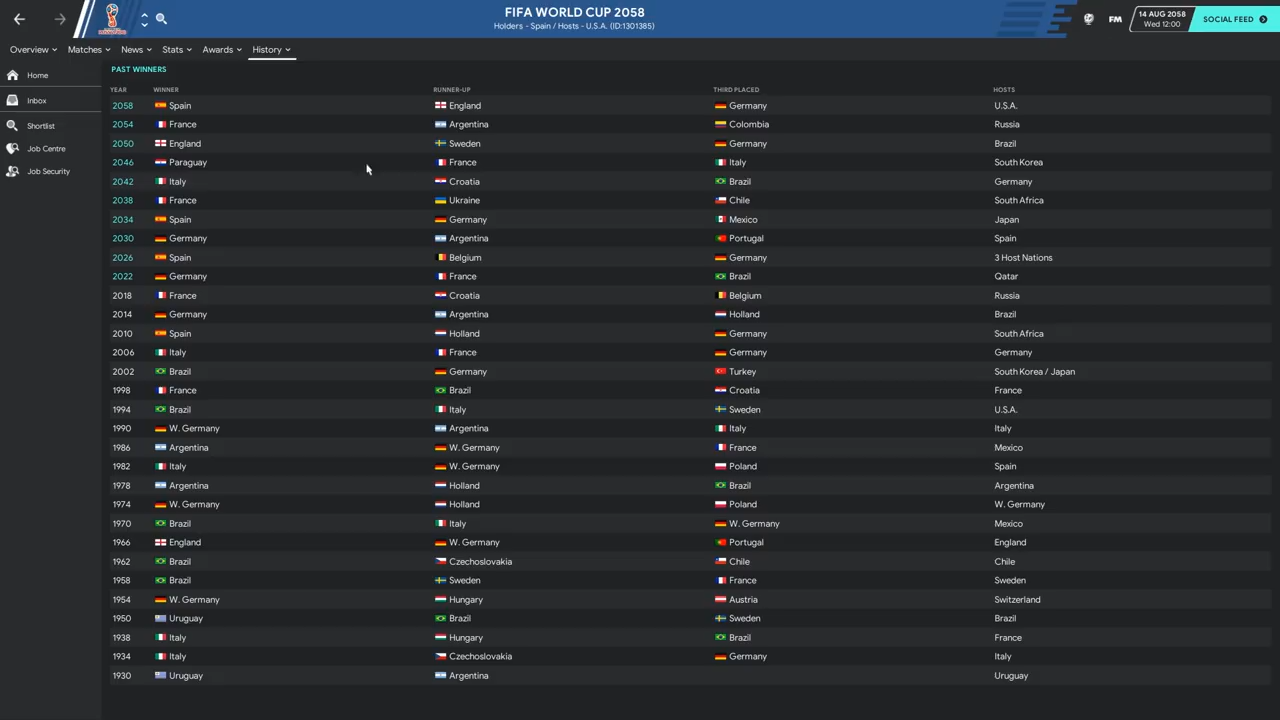 FIFA WORLD CUP 2058
Holders - Spain / Hosts - U.S.A. (ID:1301385)
FM
14 AUG 2058
Wed 12:00
SOCIAL FEED
Overview Matches News Stats Awards History
Home
Inbox
Shortlist
Job Centre
Job Security
PAST WINNERS
YEAR WINNER RUNNER-UP THIRD PLACED HOSTS
2058 Spain England Germany U.S.A.
2054 France Argentina Colombia Russia
2050 England Sweden Germany Brazil
2046 Paraguay France Italy South Korea
2042 Italy Croatia Brazil Germany
2038 France Ukraine Chile South Africa
2034 Spain Germany Mexico Japan
2030 Germany Argentina Portugal Spain
2026 Spain Belgium Germany 3 Host Nations
2022 Germany France Brazil Qatar
2018 France Croatia Belgium Russia
2014 Germany Argentina Holland Brazil
2010 Spain Holland Germany South Africa
2006 Italy France Germany Germany
2002 Brazil Germany Turkey South Korea / Japan
1998 France Brazil Croatia France
1994 Brazil Italy Sweden U.S.A.
1990 W. Germany Argentina Italy Italy
1986 Argentina W. Germany France Mexico
1982 Italy W. Germany Poland Spain
1978 Argentina Holland Brazil Argentina
1974 W. Germany Holland Poland W. Germany
1970 Brazil Italy W. Germany Mexico
1966 England W. Germany Portugal England
1962 Brazil Czechoslovakia Chile Chile
1958 Brazil Sweden France Sweden
1954 W. Germany Hungary Austria Switzerland
1950 Uruguay Brazil Sweden Brazil
1938 Italy Hungary Brazil France
1934 Italy Czechoslovakia Germany Italy
1930 Uruguay Argentina Uruguay